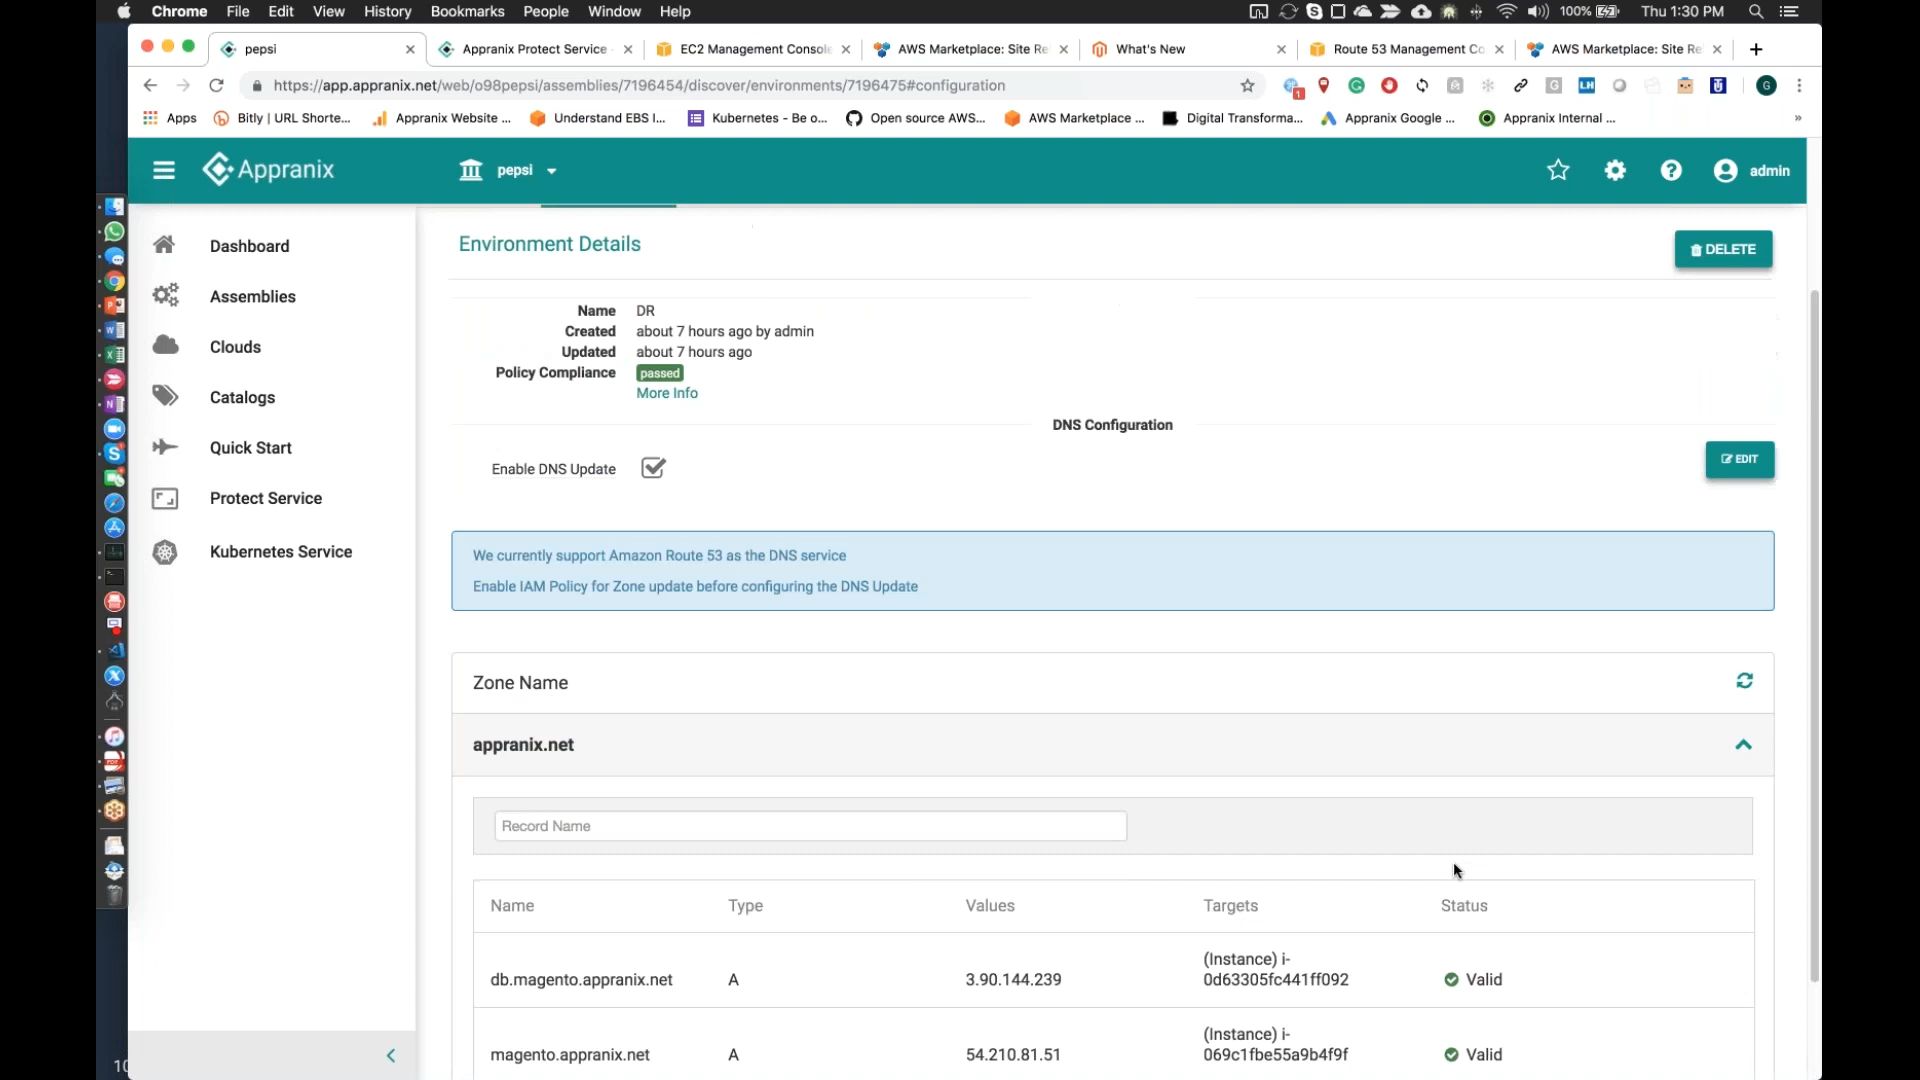 Chrome File Edit View History Bookmarks People Window Help 100% Thu 1:30 PM
pepsi Appranix Protect Service EC2 Management Console AWS Marketplace: Site Re What's New Route 53 Management Co AWS Marketplace: Site Re
https://app.appranix.net/web/o98pepsi/assemblies/7196454/discover/environments/7196475#configuration
Apps Bitly | URL Shorte... Appranix Website ... Understand EBS I... Kubernetes - Be o... Open source AWS... AWS Marketplace ... Digital Transforma... Appranix Google ... Appranix Internal ... »
Appranix pepsi admin
Dashboard
Assemblies
Clouds
Catalogs
Quick Start
Protect Service
Kubernetes Service
Environment Details DELETE
Name DR
Created about 7 hours ago by admin
Updated about 7 hours ago
Policy Compliance passed
More Info
DNS Configuration
Enable DNS Update EDIT
We currently support Amazon Route 53 as the DNS service
Enable IAM Policy for Zone update before configuring the DNS Update
Zone Name
appranix.net
Record Name
Name Type Values Targets Status
db.magento.appranix.net A 3.90.144.239 (Instance) i-
0d63305fc441ff092 Valid
magento.appranix.net A 54.210.81.51 (Instance) i-
069c1fbe55a9b4f9f Valid